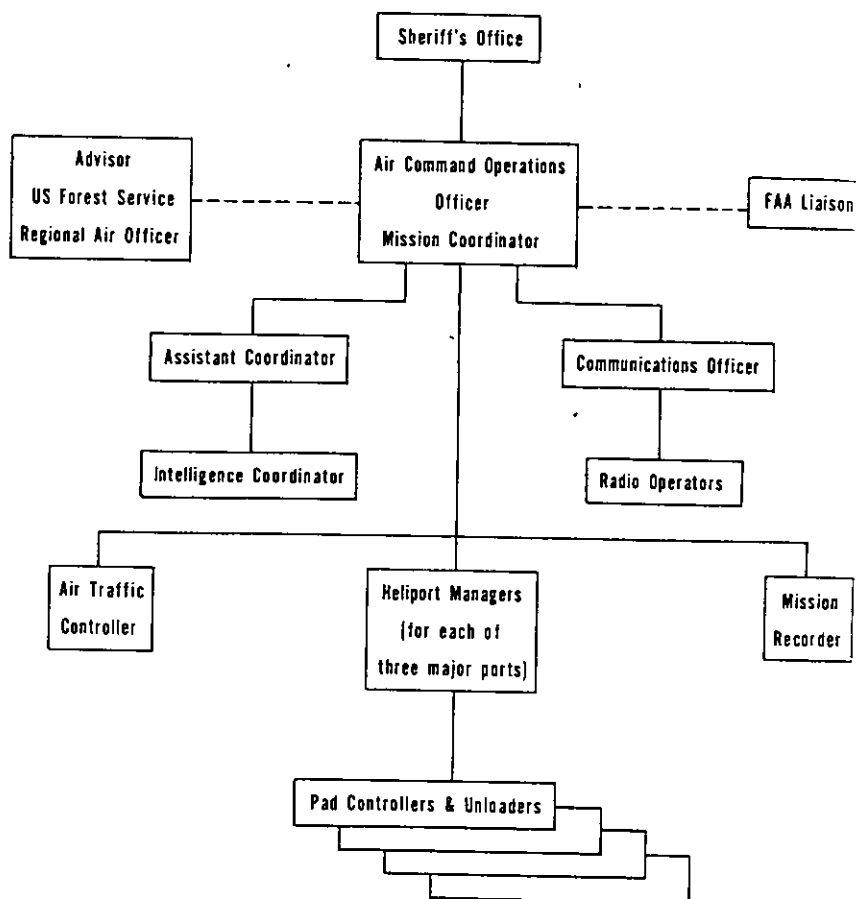 Sheriff's Office
Advisor
US Forest Service
Regional Air Officer
Air Command Operations
Officer
Mission Coordinator
FAA Liaison
Assistant Coordinator
Communications Officer
Intelligence Coordinator
Radio Operators
Air Traffic
Controller
Heliport Managers
(for each of
three major ports)
Mission
Recorder
Pad Controllers & Unloaders